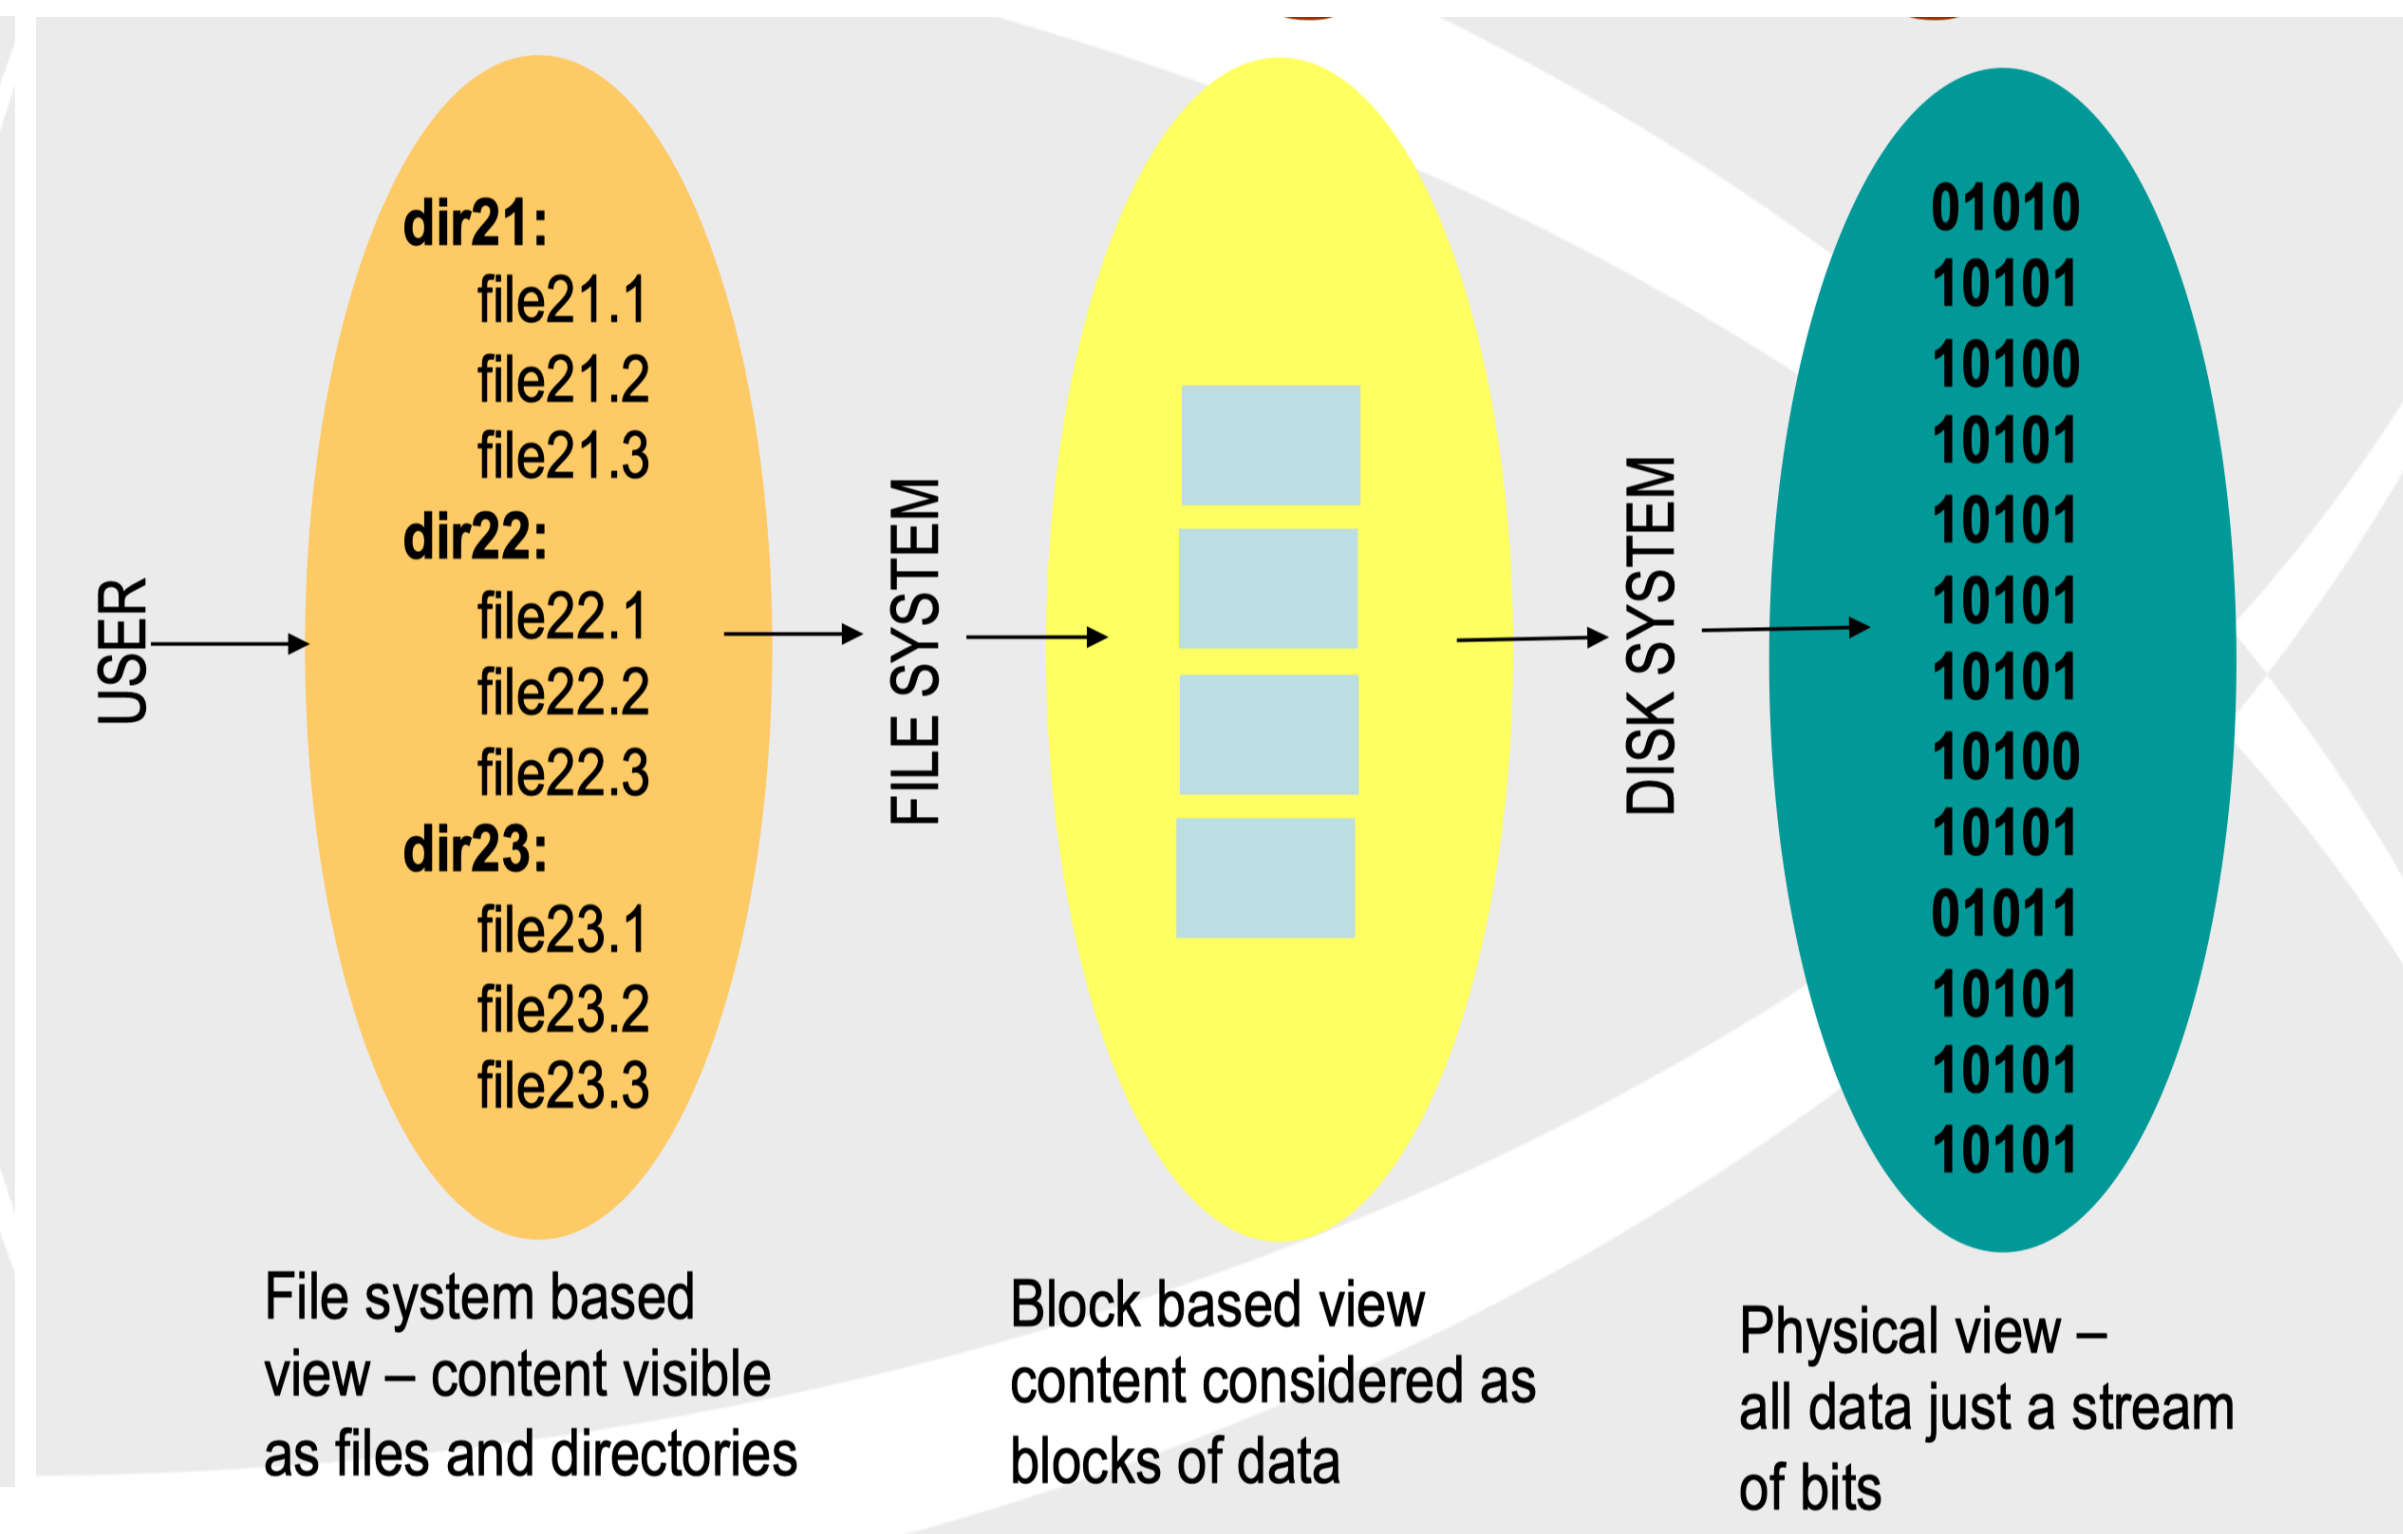 USER
dir21:
file21.1
file21.2
file21.3
dir22:
file22.1
file22.2
file22.3
dir23:
file23.1
file23.2
file23.3
File system based
view – content visible
as files and directories
FILE SYSTEM
Block based view
content considered as
blocks of data
DISK SYSTEM
01010
10101
10100
10101
10101
10101
10101
10100
10101
01011
10101
10101
10101
Physical view –
all data just a stream
of bits